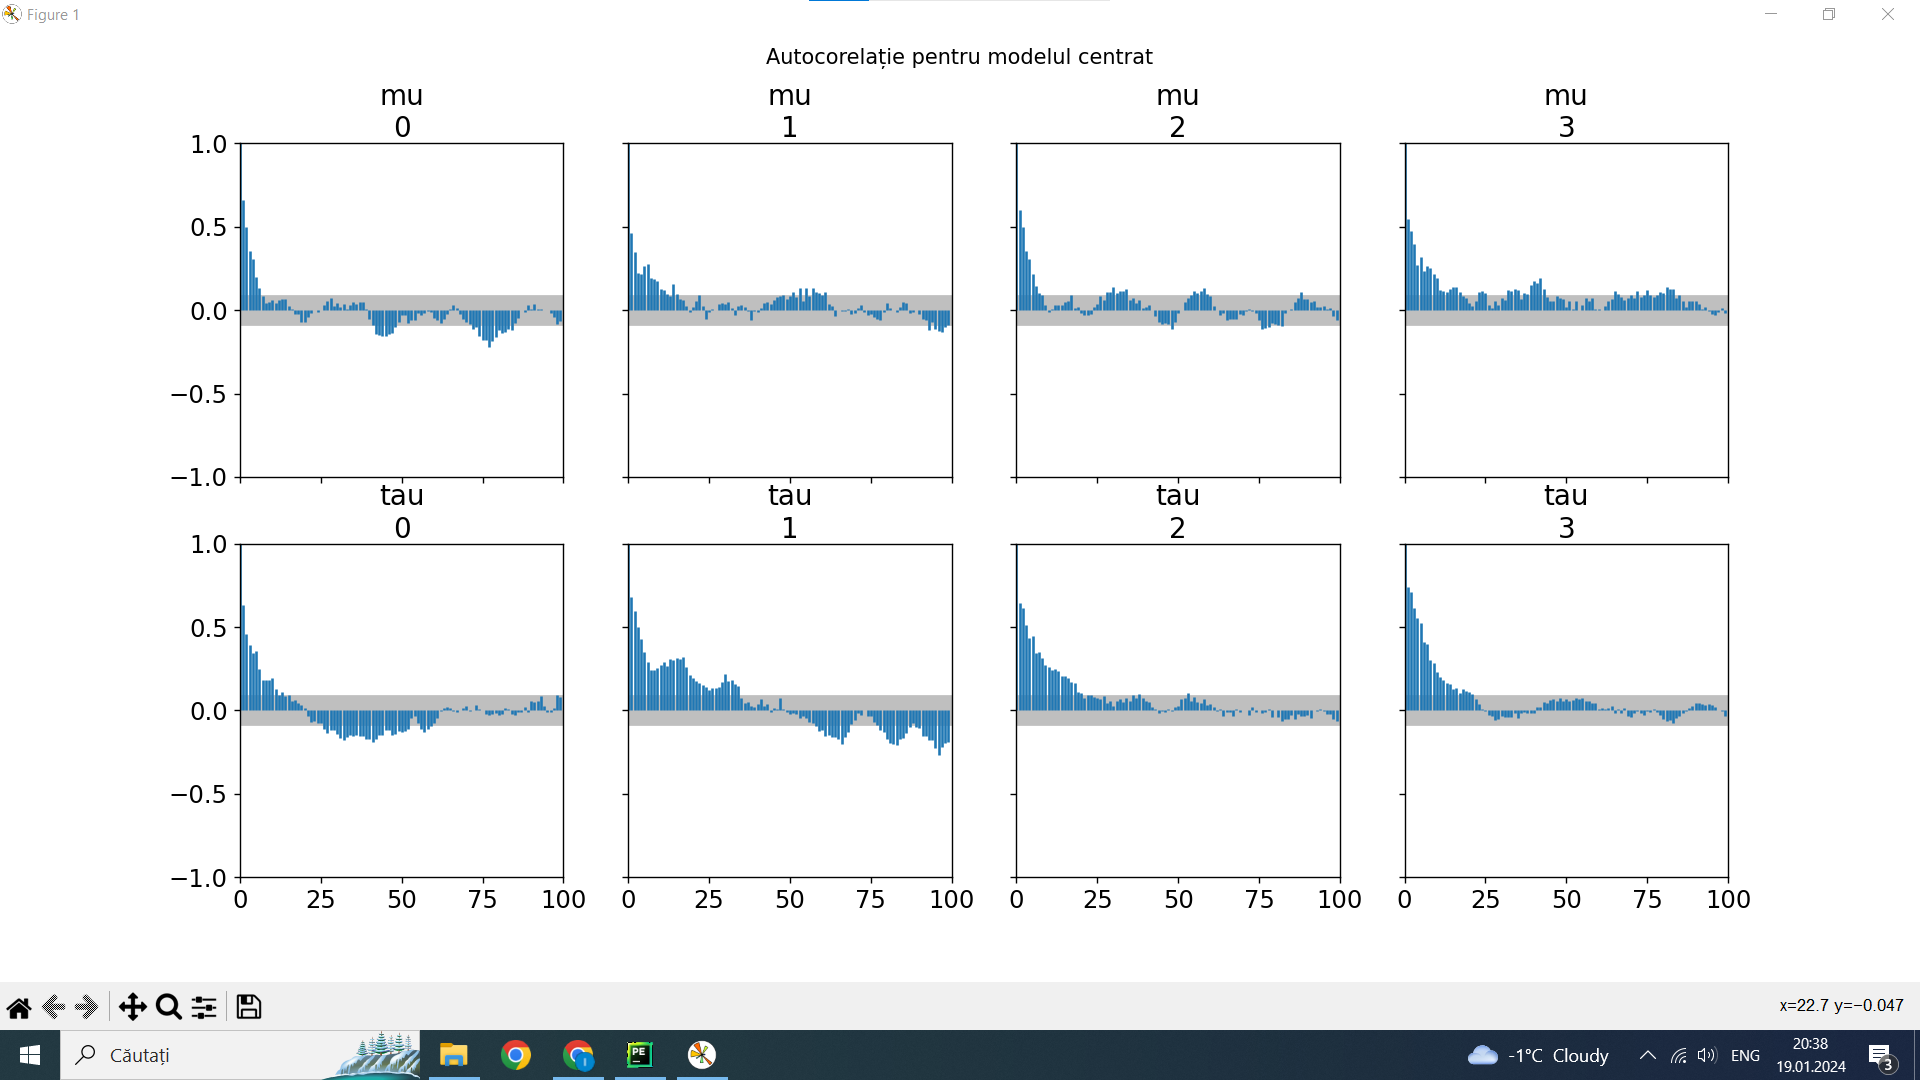 Figure 1
Autocorelație pentru modelul centrat
mu
0
mu
1
mu
2
mu
3
1.0
0.5
0.0
−0.5
−1.0
tau
0
tau
1
tau
2
tau
3
1.0
0.5
0.0
−0.5
−1.0
0 25 50 75 100
0 25 50 75 100
0 25 50 75 100
0 25 50 75 100
x=22.7 y=−0.047
Căutați
PE
-1°C Cloudy
ENG
20:38
19.01.2024
3